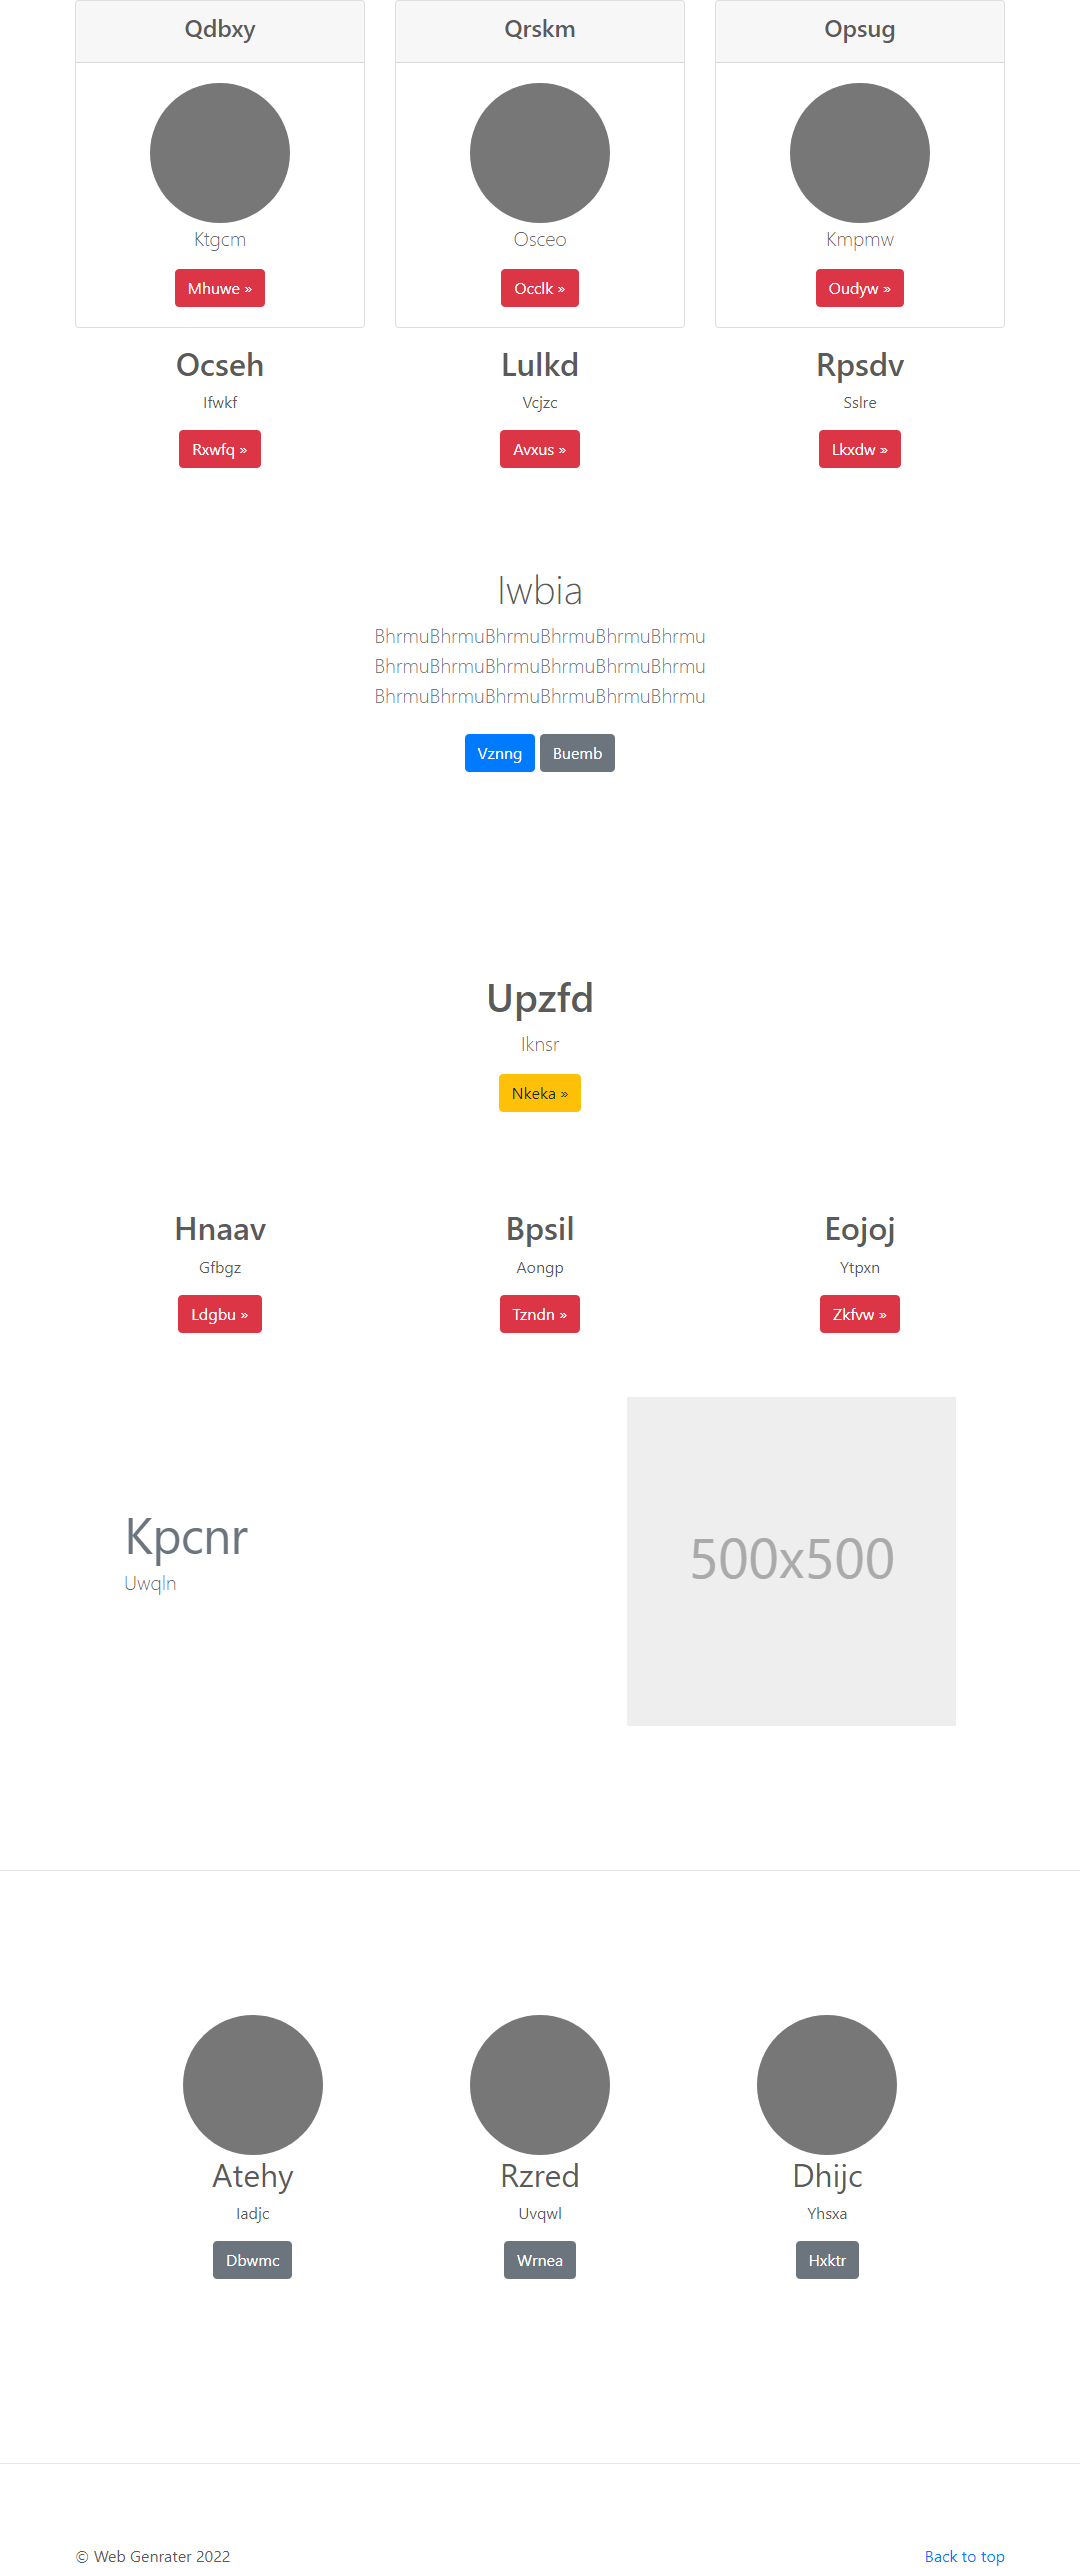 Qdbxy
Qrskm
Opsug
Ktgcm
Osceo
Kmpmw
Mhuwe »
Occlk »
Oudyw »
Ocseh
Lulkd
Rpsdv
Ifwkf
Vcjzc
Sslre
Rxwfq »
Avxus »
Lkxdw »
Iwbia
BhrmuBhrmuBhrmuBhrmuBhrmuBhrmu
BhrmuBhrmuBhrmuBhrmuBhrmuBhrmu
BhrmuBhrmuBhrmuBhrmuBhrmuBhrmu
Vznng
Buemb
Upzfd
Iknsr
Nkeka »
Hnaav
Bpsil
Eojoj
Gfbgz
Aongp
Ytpxn
Ldgbu »
Tzndn »
Zkfvw »
Kpcnr
Uwqln
500x500
Atehy
Rzred
Dhijc
Iadjc
Uvqwl
Yhsxa
Dbwmc
Wrnea
Hxktr
© Web Genrater 2022
Back to top